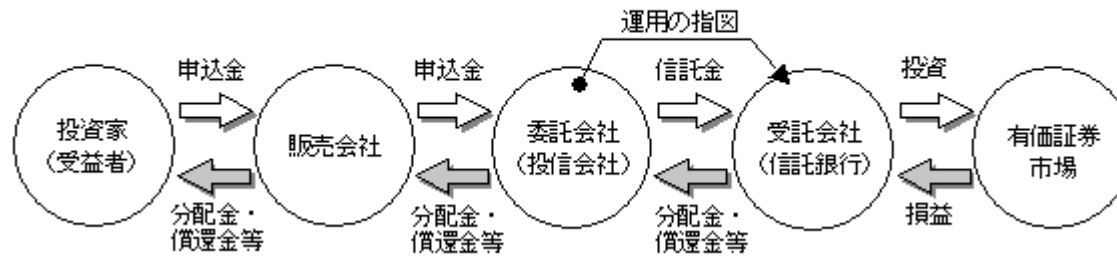 運用の指図
申込金
申込金
信託金
投資
投資家
（受益者）
販売会社
委託会社
（投信会社）
受託会社
（信託銀行）
有価証券
市場
分配金・
償還金等
分配金・
償還金等
分配金・
償還金等
損益